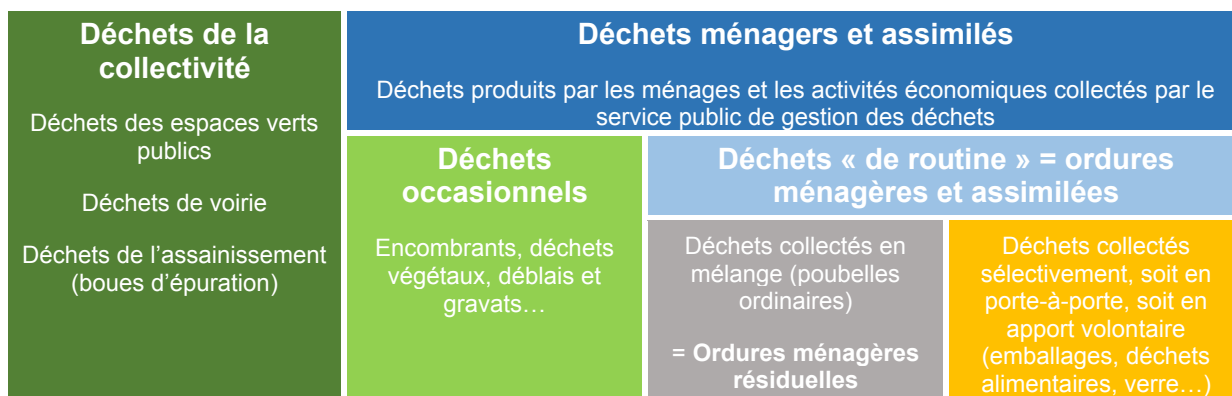 Déchets de la
collectivité
Déchets des espaces verts
publics
Déchets de voirie
Déchets de l’assainissement
(boues d’épuration)
Déchets ménagers et assimilés
Déchets produits par les ménages et les activités économiques collectés par le
service public de gestion des déchets
Déchets
occasionnels
Encombrants, déchets
végétaux, déblais et
gravats…
Déchets « de routine » = ordures
ménagères et assimilées
Déchets collectés en
mélange (poubelles
ordinaires)
= Ordures ménagères
résiduelles
Déchets collectés
sélectivement, soit en
porte-à-porte, soit en
apport volontaire
(emballages, déchets
alimentaires, verre…)